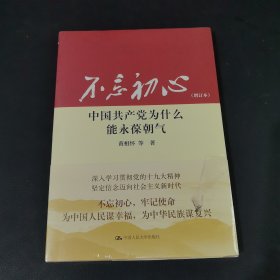 不忘初心
（增订本）
中国共产党为什么
能永葆朝气
黄相怀 等 著
深入学习贯彻党的十九大精神
坚定信念迈向社会主义新时代
不忘初心，牢记使命
为中国人民谋幸福，为中华民族谋复兴
中国人民大学出版社